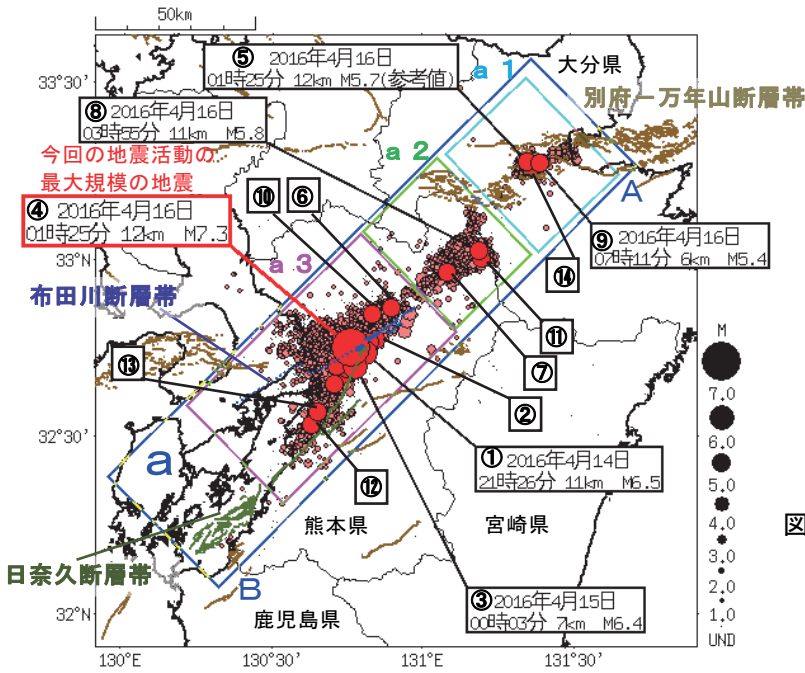 50km
33°30'
33°N
32°30'
32°N
130°E
130°30'
131°E
131°30'
⑤ 2016年4月16日
01時25分 12km M5.7(参考値)
a 1
大分県
別府ー万年山断層帯
⑧ 2016年4月16日
03時55分 11km M5.8
a 2
今回の地震活動の
最大規模の地震
④ 2016年4月16日
01時25分 12km M7.3
⑩
⑥
A
⑨ 2016年4月16日
07時11分 6km M5.4
⑭
a 3
布田川断層帯
⑪
⑬
⑦
②
① 2016年4月14日
21時26分 11km M6.5
a
⑫
熊本県
宮崎県
日奈久断層帯
B
③ 2016年4月15日
00時03分 7km M6.4
鹿児島県
M
7.0
6.0
5.0
4.0
3.0
2.0
1.0
UND
図